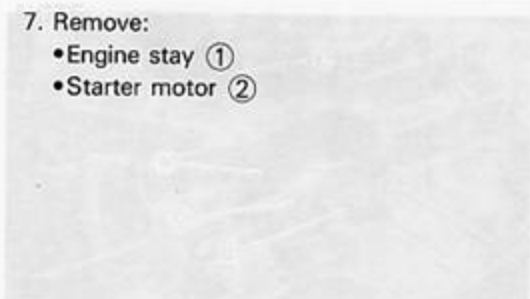 7. Remove:
•Engine stay ①
•Starter motor ②